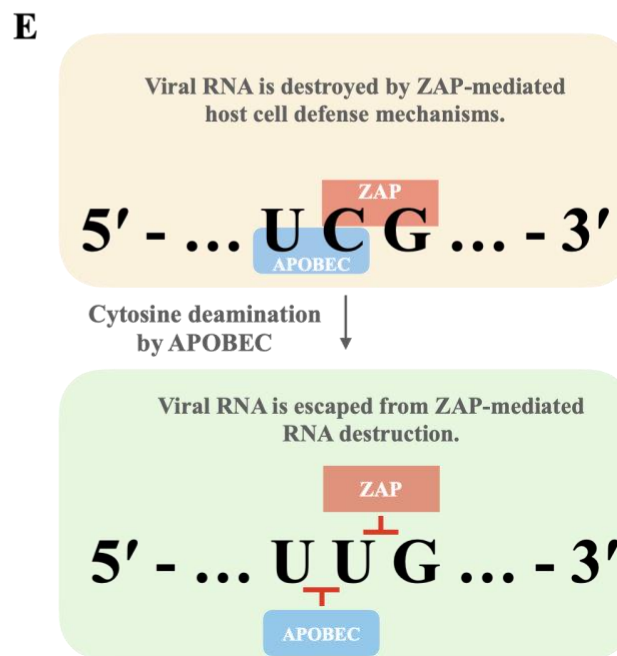 E
Viral RNA is destroyed by ZAP-mediated
host cell defense mechanisms.
ZAP
5′ - ... U C G ... - 3′
APOBEC
Cytosine deamination
by APOBEC
Viral RNA is escaped from ZAP-mediated
RNA destruction.
ZAP
5′ - ... U U G ... - 3′
APOBEC